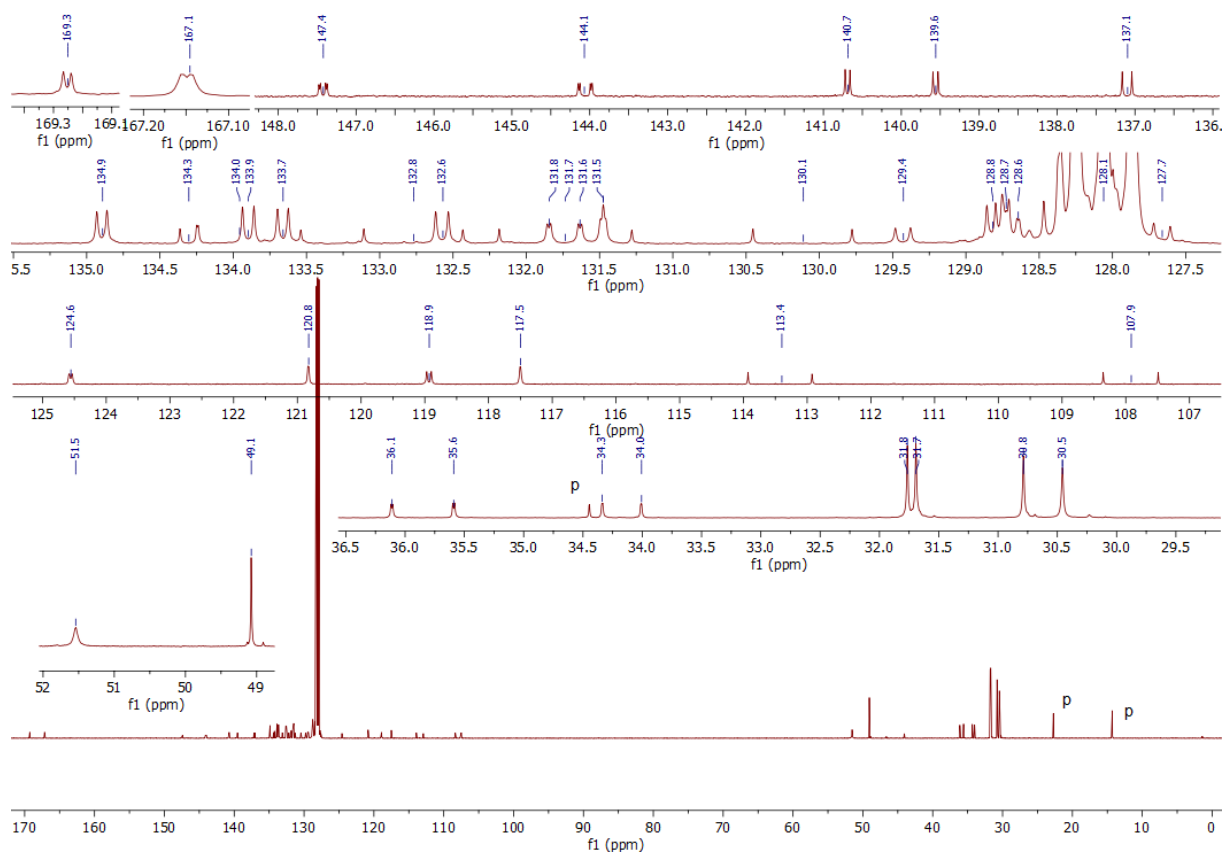 169.3 167.1 147.4 144.1 140.7 139.6 137.1
169.3 169.1 167.20 167.10 148.0 147.0 146.0 145.0 144.0 143.0 142.0 141.0 140.0 139.0 138.0 137.0 136.
f1 (ppm) f1 (ppm) f1 (ppm)
134.9 134.3 134.0 133.9 133.7 132.8 132.6 131.8 131.7 131.6 131.5 130.1 129.4 128.8 128.7 128.6 128.1 127.7
5.5 135.0 134.5 134.0 133.5 133.0 132.5 132.0 131.5 131.0 130.5 130.0 129.5 129.0 128.5 128.0 127.5
f1 (ppm)
124.6 120.8 118.9 117.5 113.4 107.9
125 124 123 122 121 120 119 118 117 116 115 114 113 112 111 110 109 108 107
f1 (ppm)
51.5 49.1 36.1 35.6 34.3 34.0 31.8 31.7 30.8 30.5
p
36.5 36.0 35.5 35.0 34.5 34.0 33.5 33.0 32.5 32.0 31.5 31.0 30.5 30.0 29.5
f1 (ppm)
52 51 50 49
f1 (ppm)
p p
170 160 150 140 130 120 110 100 90 80 70 60 50 40 30 20 10 0
f1 (ppm)